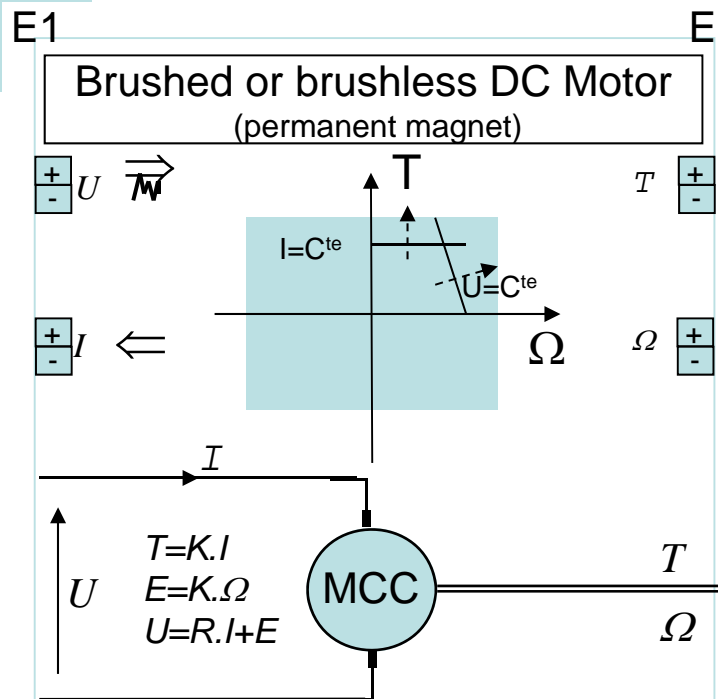 E1 E
Brushed or brushless DC Motor
(permanent magnet)
+ U T +
- -
T
I=Cᵗᵉ
U=Cᵗᵉ
+ I Ω +
- -
Ω
I
T=K.I
E=K.Ω
U=R.I+E
U
MCC
T
Ω